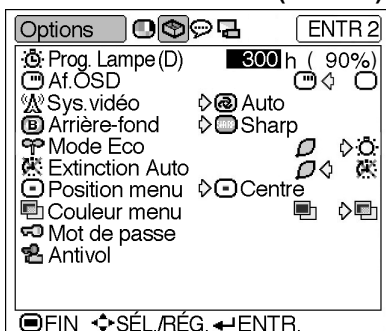 Options ENTR 2
Prog. Lampe (D) 300 h ( 90%)
Af. OSD
Sys. vidéo Auto
Arrière-fond Sharp
Mode Eco
Extinction Auto
Position menu Centre
Couleur menu
Mot de passe
Antivol
FIN SÉL./RÉG. ENTR.